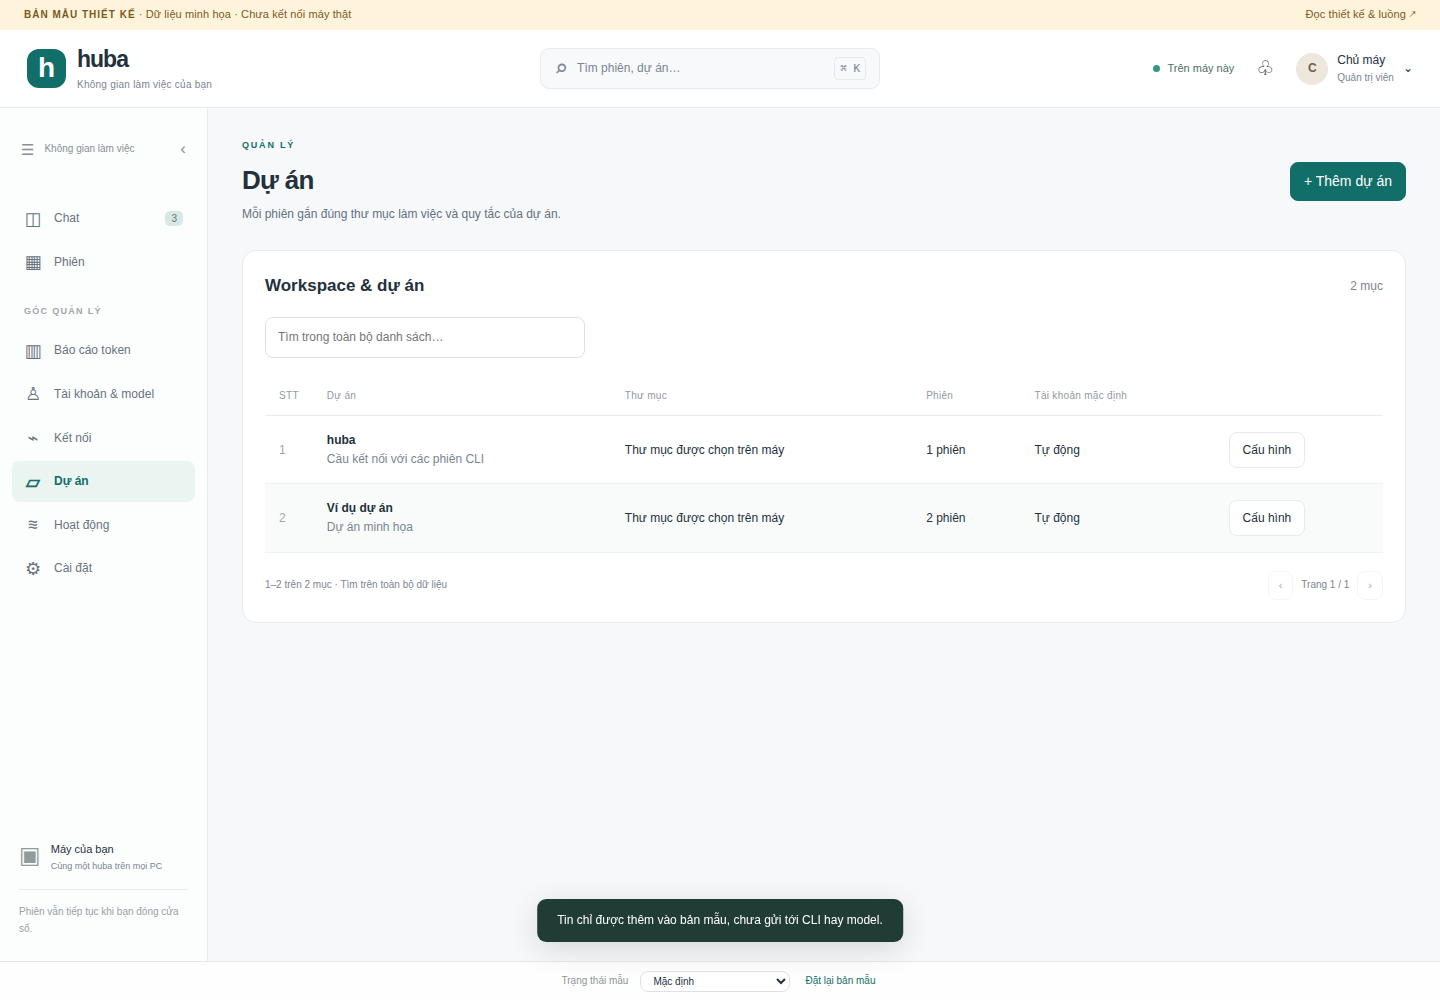 BẢN MẪU THIẾT KẾ · Dữ liệu minh họa · Chưa kết nối máy thật
Đọc thiết kế & luồng ↗
h
huba
Không gian làm việc của bạn
Tìm phiên, dự án…
⌘ K
Trên máy này
C
Chủ máy
Quản trị viên
Không gian làm việc
Chat
3
Phiên
GÓC QUẢN LÝ
Báo cáo token
Tài khoản & model
Kết nối
Dự án
Hoạt động
Cài đặt
Máy của bạn
Cùng một huba trên mọi PC
Phiên vẫn tiếp tục khi bạn đóng cửa
sổ.
QUẢN LÝ
Dự án
Mỗi phiên gắn đúng thư mục làm việc và quy tắc của dự án.
+ Thêm dự án
Workspace & dự án
2 mục
Tìm trong toàn bộ danh sách…
STT Dự án Thư mục Phiên Tài khoản mặc định
1 huba Thư mục được chọn trên máy 1 phiên Tự động Cấu hình
Cầu kết nối với các phiên CLI
2 Ví dụ dự án Thư mục được chọn trên máy 2 phiên Tự động Cấu hình
Dự án minh họa
1–2 trên 2 mục · Tìm trên toàn bộ dữ liệu
‹ Trang 1 / 1 ›
Tin chỉ được thêm vào bản mẫu, chưa gửi tới CLI hay model.
Trạng thái mẫu
Mặc định
Đặt lại bản mẫu